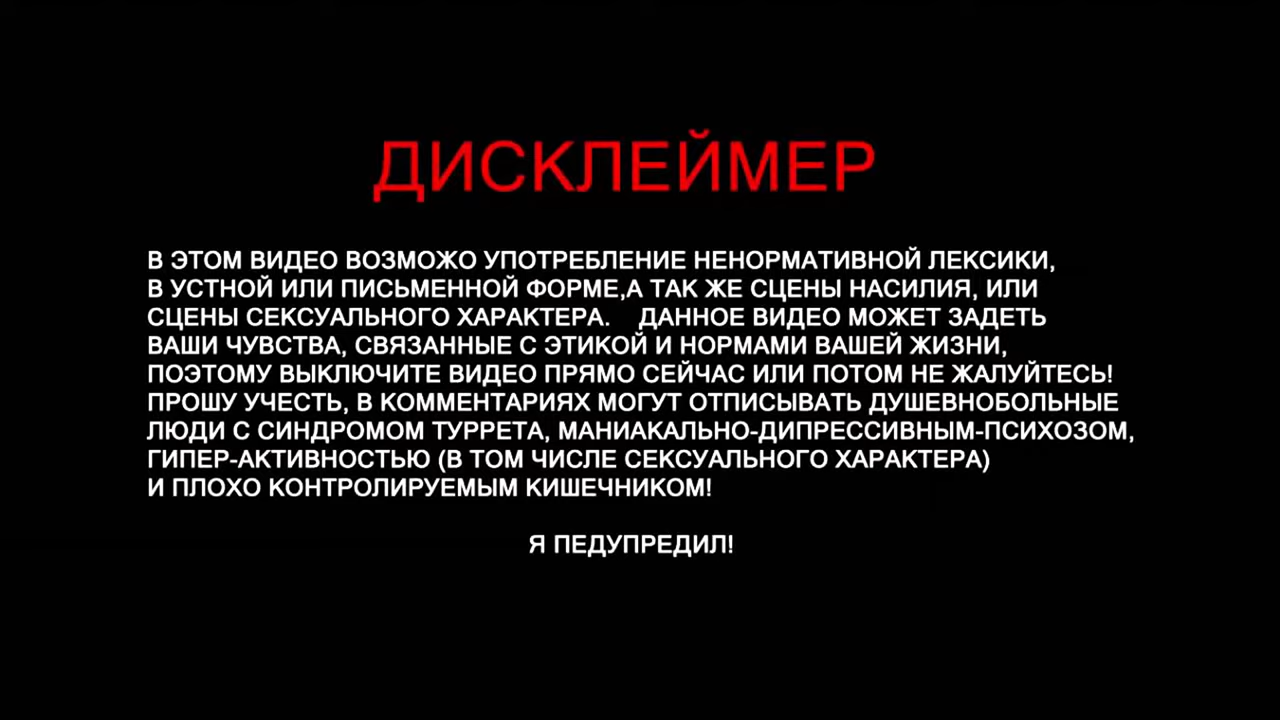 ДИСКЛЕЙМЕР
В ЭТОМ ВИДЕО ВОЗМОЖО УПОТРЕБЛЕНИЕ НЕНОРМАТИВНОЙ ЛЕКСИКИ,
В УСТНОЙ ИЛИ ПИСЬМЕННОЙ ФОРМЕ,А ТАК ЖЕ СЦЕНЫ НАСИЛИЯ, ИЛИ
СЦЕНЫ СЕКСУАЛЬНОГО ХАРАКТЕРА. ДАННОЕ ВИДЕО МОЖЕТ ЗАДЕТЬ
ВАШИ ЧУВСТВА, СВЯЗАННЫЕ С ЭТИКОЙ И НОРМАМИ ВАШЕЙ ЖИЗНИ,
ПОЭТОМУ ВЫКЛЮЧИТЕ ВИДЕО ПРЯМО СЕЙЧАС ИЛИ ПОТОМ НЕ ЖАЛУЙТЕСЬ!
ПРОШУ УЧЕСТЬ, В КОММЕНТАРИЯХ МОГУТ ОТПИСЫВАТЬ ДУШЕВНОБОЛЬНЫЕ
ЛЮДИ С СИНДРОМОМ ТУРРЕТА, МАНИАКАЛЬНО-ДИПРЕССИВНЫМ-ПСИХОЗОМ,
ГИПЕР-АКТИВНОСТЬЮ (В ТОМ ЧИСЛЕ СЕКСУАЛЬНОГО ХАРАКТЕРА)
И ПЛОХО КОНТРОЛИРУЕМЫМ КИШЕЧНИКОМ!
Я ПЕДУПРЕДИЛ!